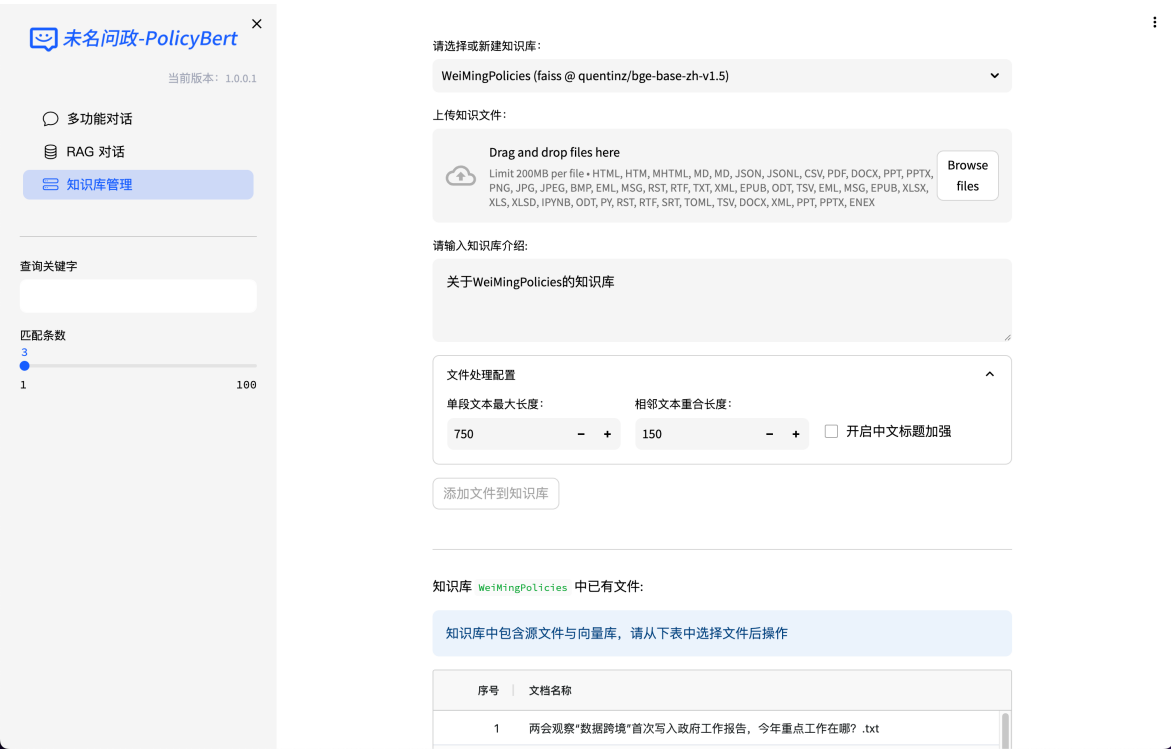 未名问政-PolicyBert
当前版本：1.0.0.1
多功能对话
RAG 对话
知识库管理
查询关键字
匹配条数
3
1 100
请选择或新建知识库：
WeiMingPolicies (faiss @ quentinz/bge-base-zh-v1.5)
上传知识文件：
Drag and drop files here
Limit 200MB per file • HTML, HTM, MHTML, MD, MD, JSON, JSONL, CSV, PDF, DOCX, PPT, PPTX,
PNG, JPG, JPEG, BMP, EML, MSG, RST, RTF, TXT, XML, EPUB, ODT, TSV, EML, MSG, EPUB, XLSX,
XLS, XLSD, IPYNB, ODT, PY, RST, RTF, SRT, TOML, TSV, DOCX, XML, PPT, PPTX, ENEX
Browse
files
请输入知识库介绍:
关于WeiMingPolicies的知识库
文件处理配置
单段文本最大长度： 相邻文本重合长度：
750 − + 150 − + 开启中文标题加强
添加文件到知识库
知识库 WeiMingPolicies 中已有文件:
知识库中包含源文件与向量库，请从下表中选择文件后操作
序号 文档名称
1 两会观察“数据跨境”首次写入政府工作报告，今年重点工作在哪？.txt